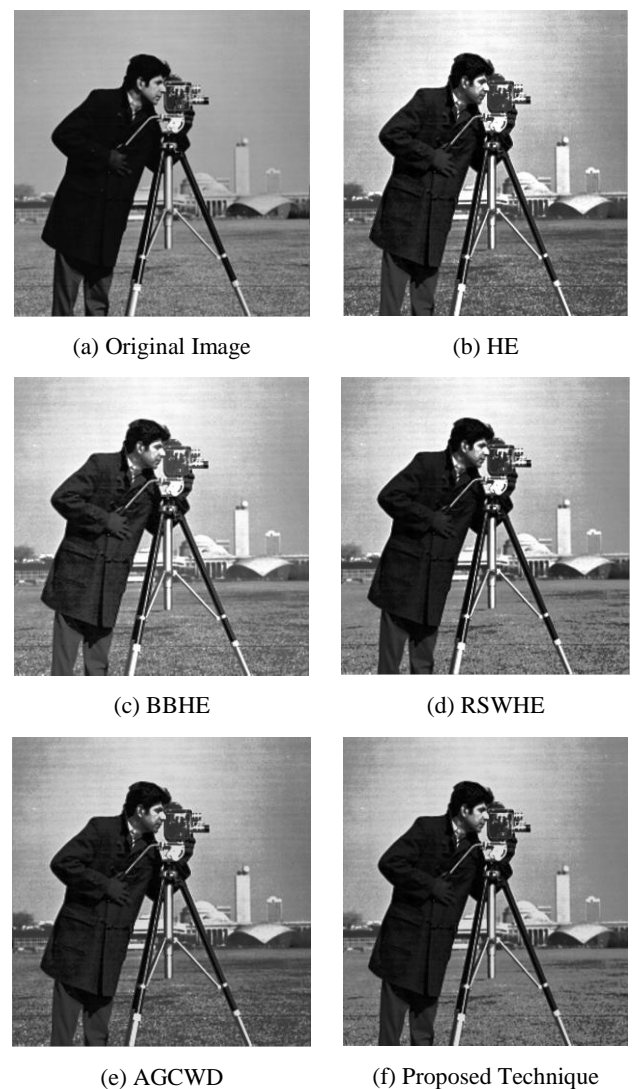 (a) Original Image
(b) HE
(c) BBHE
(d) RSWHE
(e) AGCWD
(f) Proposed Technique